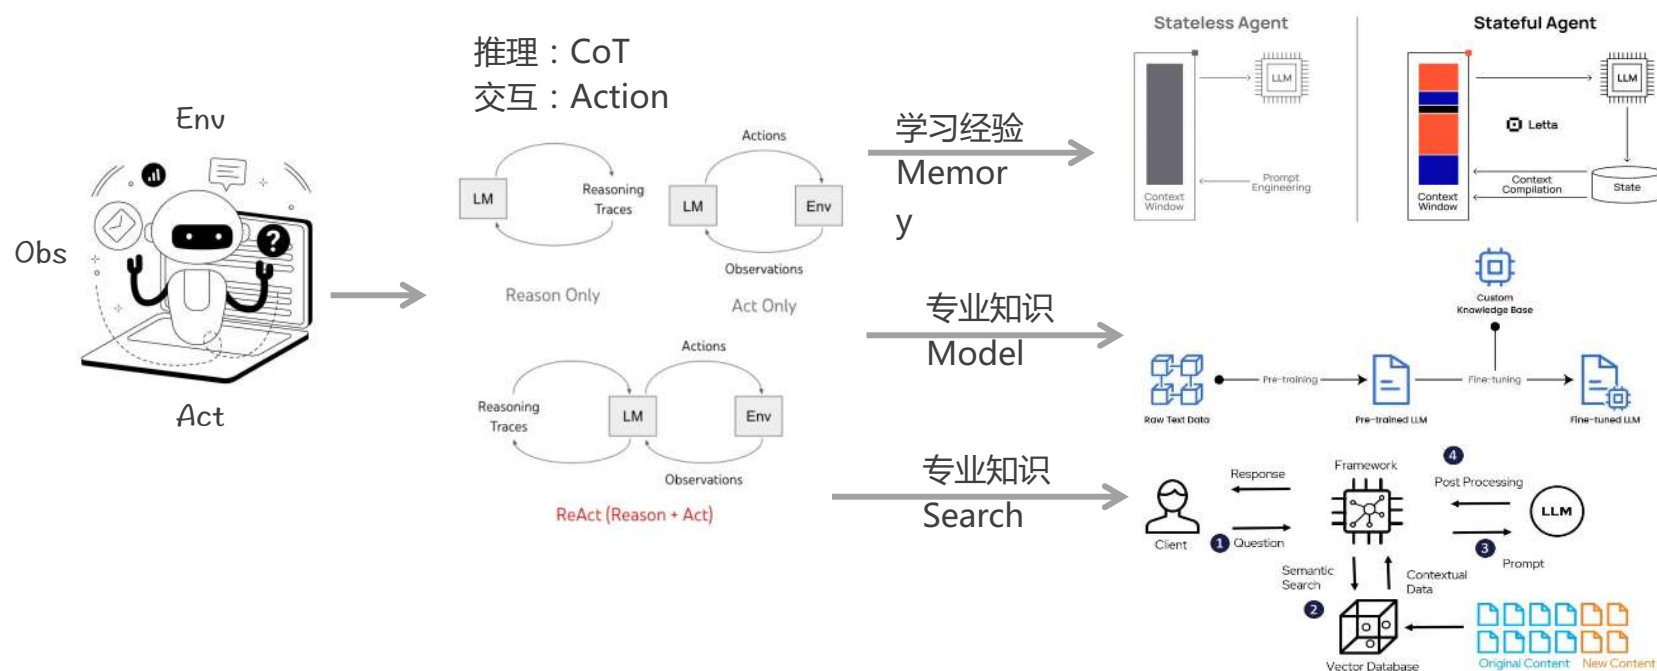 Env
Obs
Act
推理：CoT
交互：Action
LM
Reasoning
Traces
Reason Only
Actions
LM
Env
Observations
Act Only
Actions
Reasoning
Traces
LM
Env
Observations
ReAct (Reason + Act)
学习经验
Memor
y
专业知识
Model
专业知识
Search
Stateless Agent
LLM
Prompt
Engineering
Context
Window
Stateful Agent
LLM
Letta
Context
Compilation
State
Context
Window
Custom
Knowledge Base
Pre-training
Fine-tuning
Raw Text Data
Pre-trained LLM
Fine-tuned LLM
Response
Framework
4
Post Processing
LLM
Client
1 Question
3
Prompt
Semantic
Search
2
Contextual
Data
Vector Database
Original Content
New Content